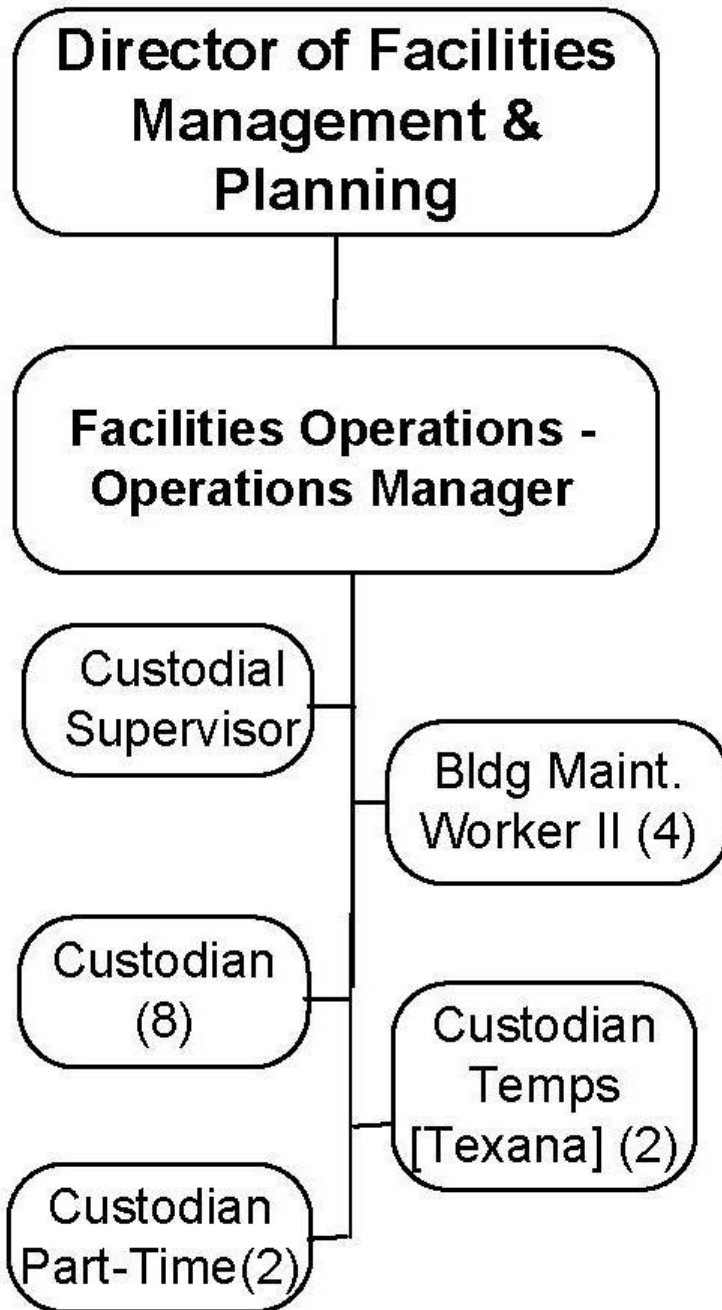 Director of Facilities
Management &
Planning
Facilities Operations -
Operations Manager
Custodial
Supervisor
Bldg Maint.
Worker II (4)
Custodian
(8)
Custodian
Temps
[Texana] (2)
Custodian
Part-Time(2)